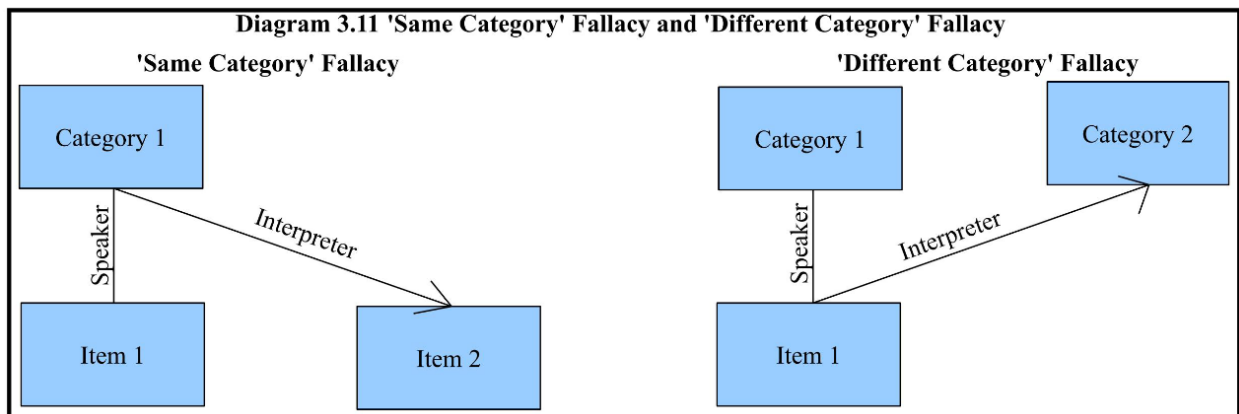 Diagram 3.11 'Same Category' Fallacy and 'Different Category' Fallacy
'Same Category' Fallacy
Category 1
Speaker
Interpreter
Item 1
Item 2
'Different Category' Fallacy
Category 1
Category 2
Speaker
Interpreter
Item 1